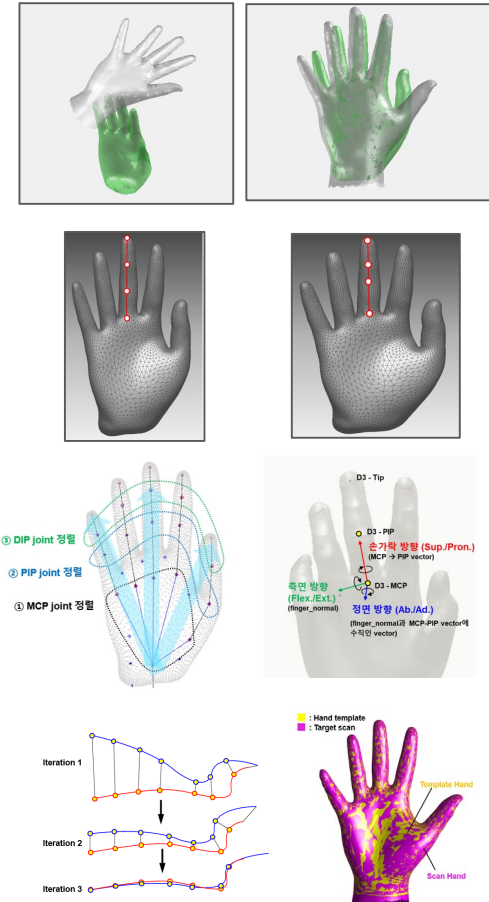 ③ DIP joint 정렬
② PIP joint 정렬
① MCP joint 정렬
D3 - Tip
D3 - PIP
손가락 방향 (Sup./Pron.)
(MCP → PIP vector)
측면 방향
(Flex./Ext.)
(finger_normal)
D3 - MCP
정면 방향 (Ab./Ad.)
(finger_normal과 MCP-PIP vector에
수직인 vector)
Iteration 1
Iteration 2
Iteration 3
: Hand template
: Target scan
Template Hand
Scan Hand